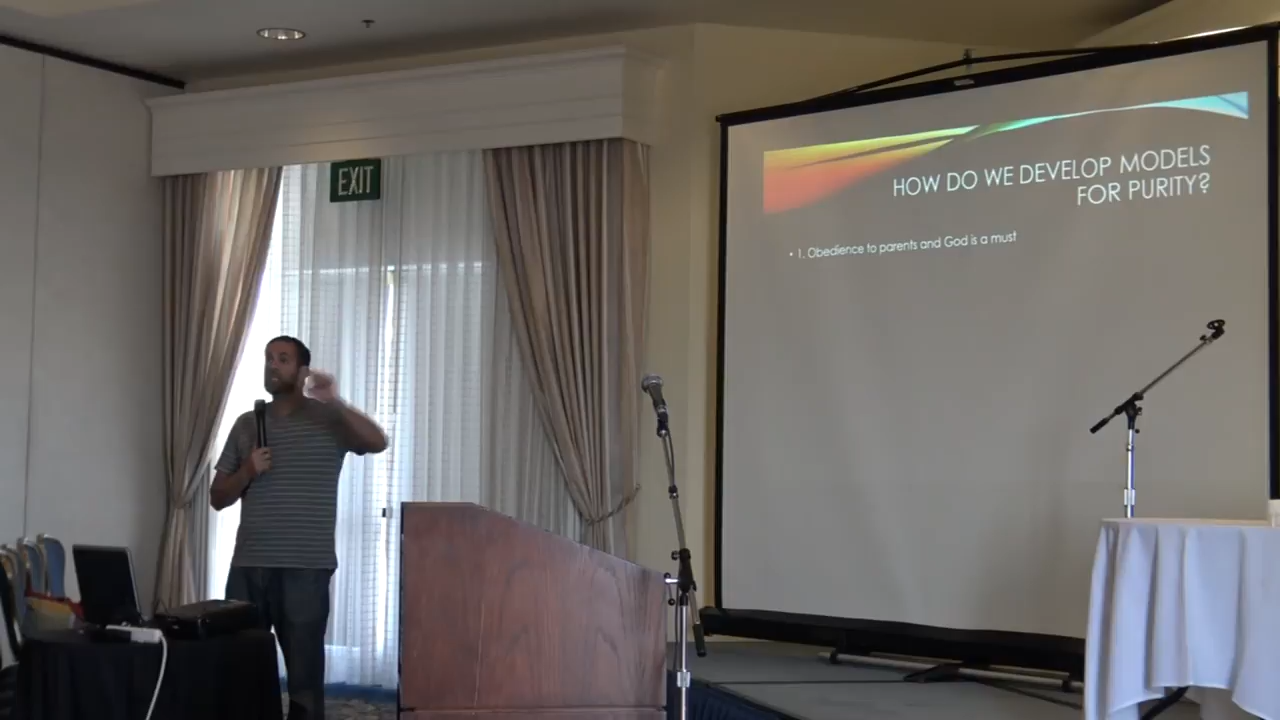 EXIT
HOW DO WE DEVELOP MODELS
FOR PURITY?
• 1. Obedience to parents and God is a must